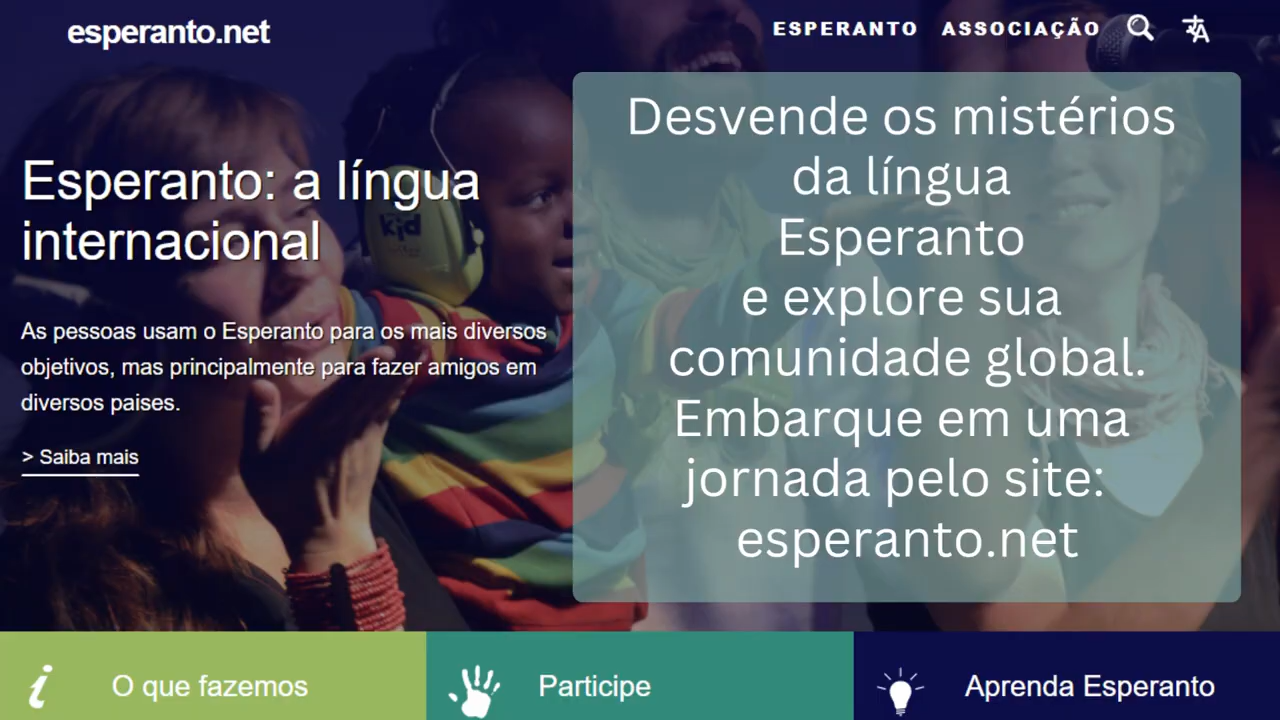 esperanto.net
ESPERANTO
ASSOCIAÇÃO
Esperanto: a língua
internacional
As pessoas usam o Esperanto para os mais diversos
objetivos, mas principalmente para fazer amigos em
diversos paises.
> Saiba mais
Desvende os mistérios
da língua
Esperanto
e explore sua
comunidade global.
Embarque em uma
jornada pelo site:
esperanto.net
kid
O que fazemos
Participe
Aprenda Esperanto